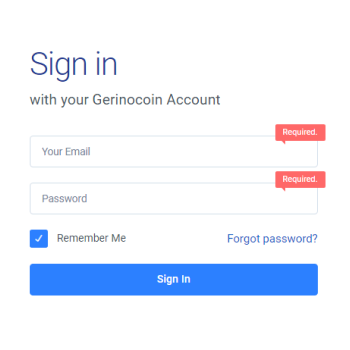 Sign in
with your Gerinocoin Account
Required.
Your Email
Required.
Password
Remember Me
Forgot password?
Sign In